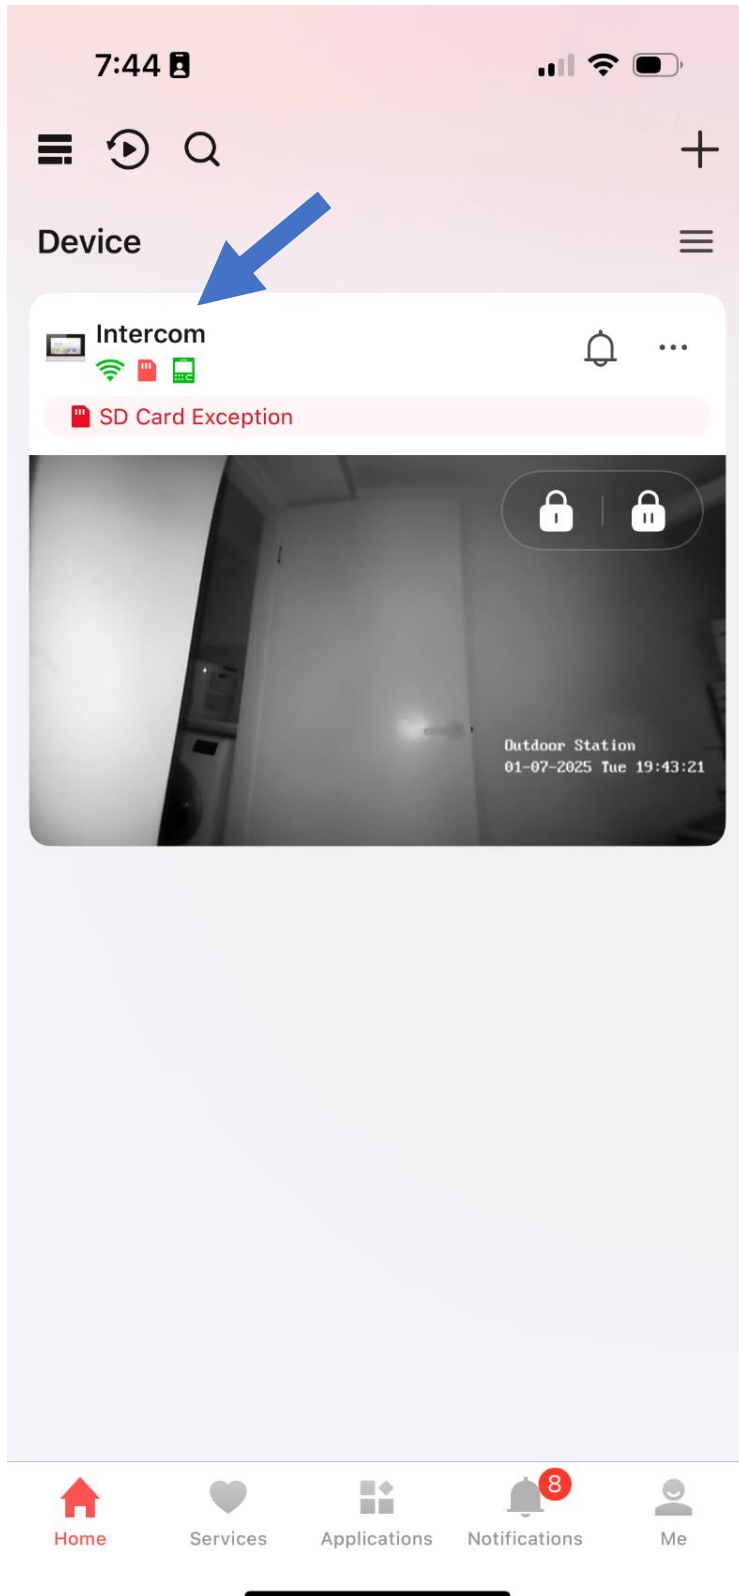 7:44
Device
Intercom
SD Card Exception
I
II
Outdoor Station
01-07-2025 Tue 19:43:21
8
Home
Services
Applications
Notifications
Me